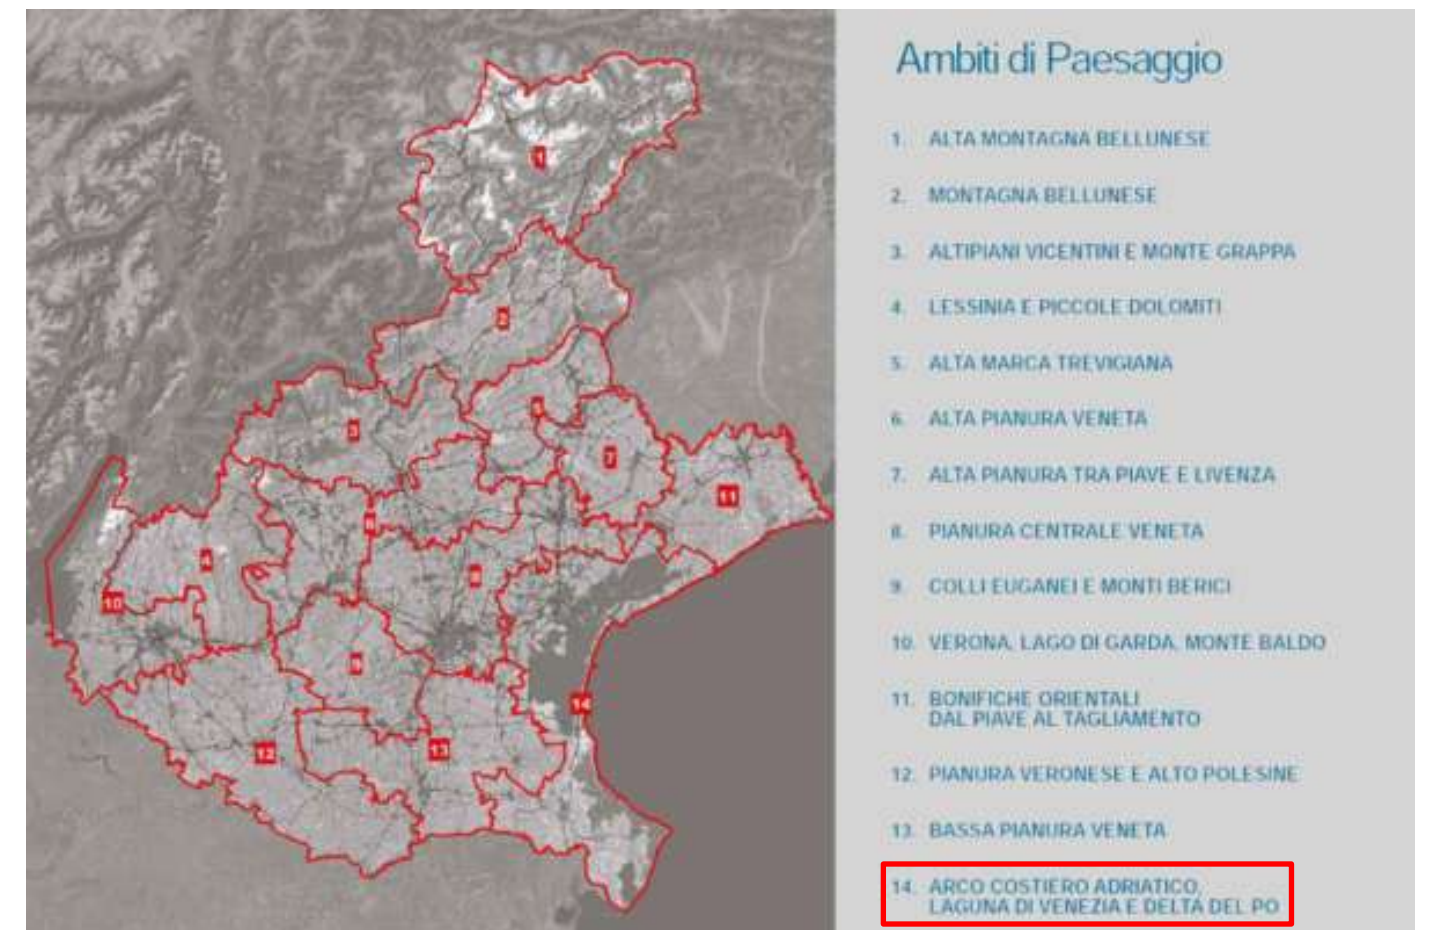 Ambiti di Paesaggio
1. ALTA MONTAGNA BELLUNESE
2. MONTAGNA BELLUNESE
3. ALTIPIANI VICENTINI E MONTE GRAPPA
4. LESSINIA E PICCOLE DOLOMITI
5. ALTA MARCA TREVIGIANA
6. ALTA PIANURA VENETA
7. ALTA PIANURA TRA PIAVE E LIVENZA
8. PIANURA CENTRALE VENETA
9. COLLI EUGANEI E MONTI BERICI
10. VERONA, LAGO DI GARDA, MONTE BALDO
11. BONIFICHE ORIENTALI
DAL PIAVE AL TAGLIAMENTO
12. PIANURA VERONESE E ALTO POLESINE
13. BASSA PIANURA VENETA
14. ARCO COSTIERO ADRIATICO,
LAGUNA DI VENEZIA E DELTA DEL PO
1
2
3
5
7
11
6
4
8
10
9
14
12
13